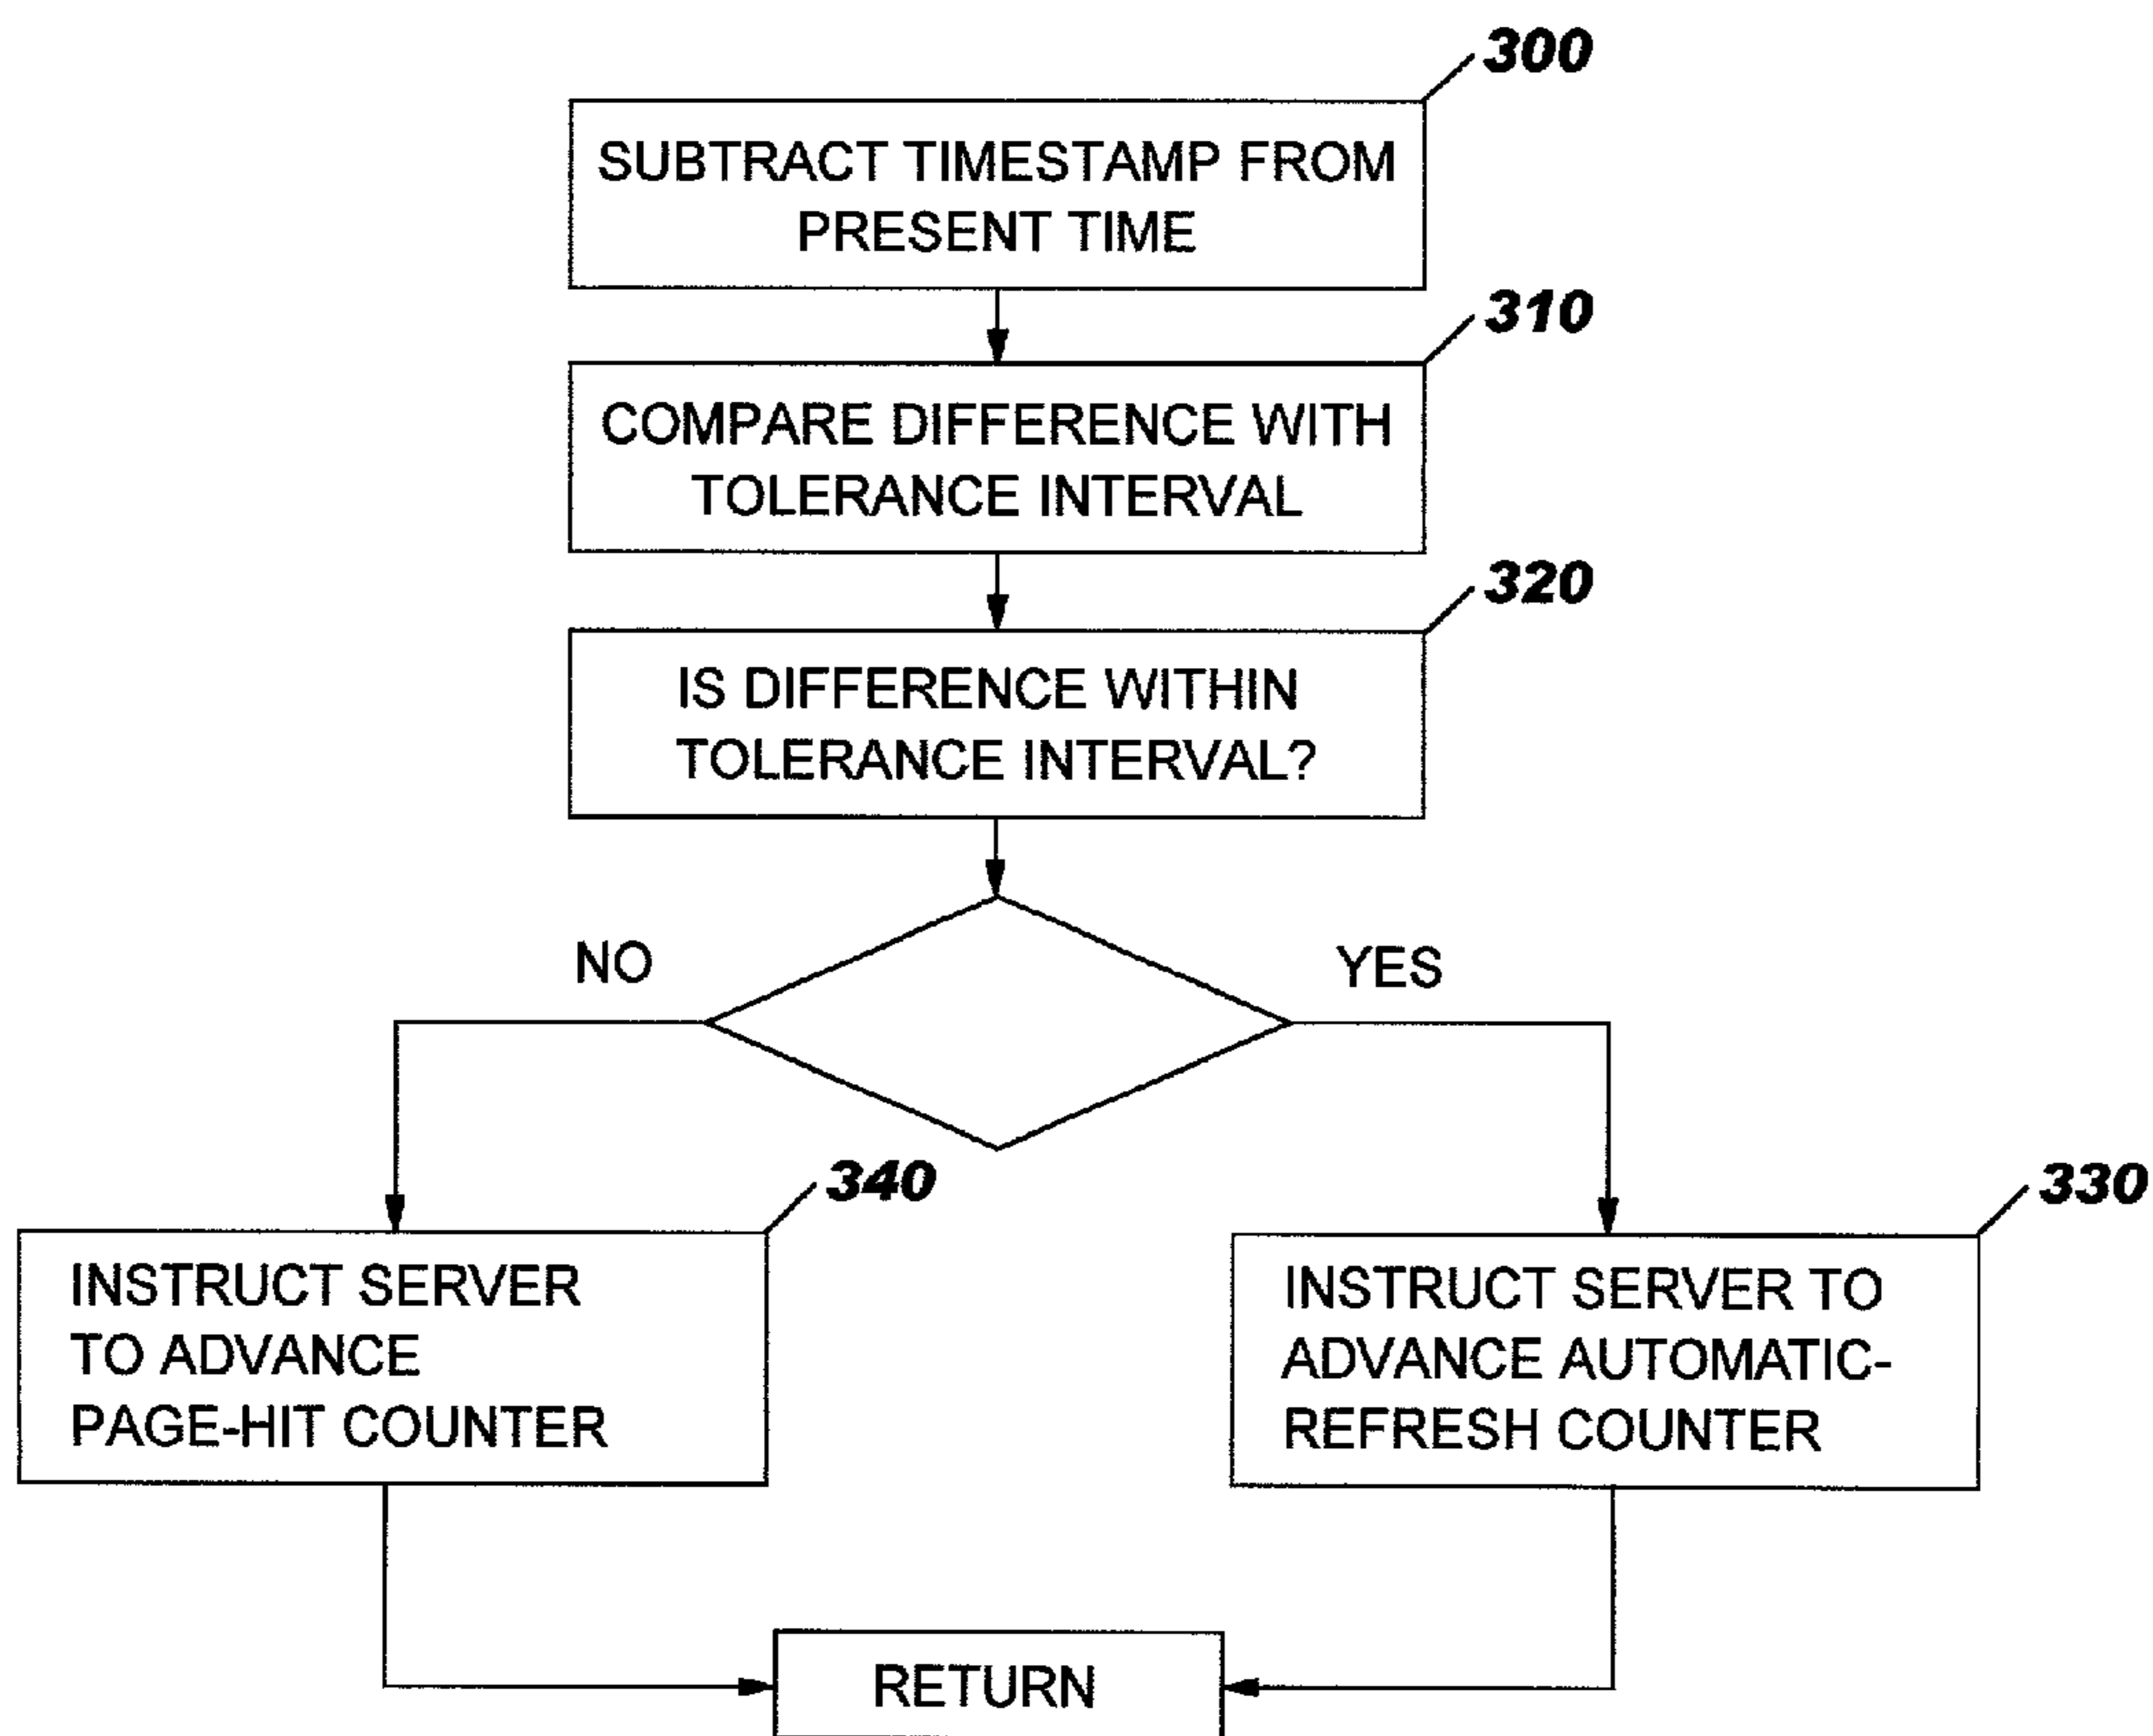 300
SUBTRACT TIMESTAMP FROM
PRESENT TIME
310
COMPARE DIFFERENCE WITH
TOLERANCE INTERVAL
320
IS DIFFERENCE WITHIN
TOLERANCE INTERVAL?
NO
YES
340
INSTRUCT SERVER
TO ADVANCE
PAGE-HIT COUNTER
330
INSTRUCT SERVER TO
ADVANCE AUTOMATIC-
REFRESH COUNTER
RETURN